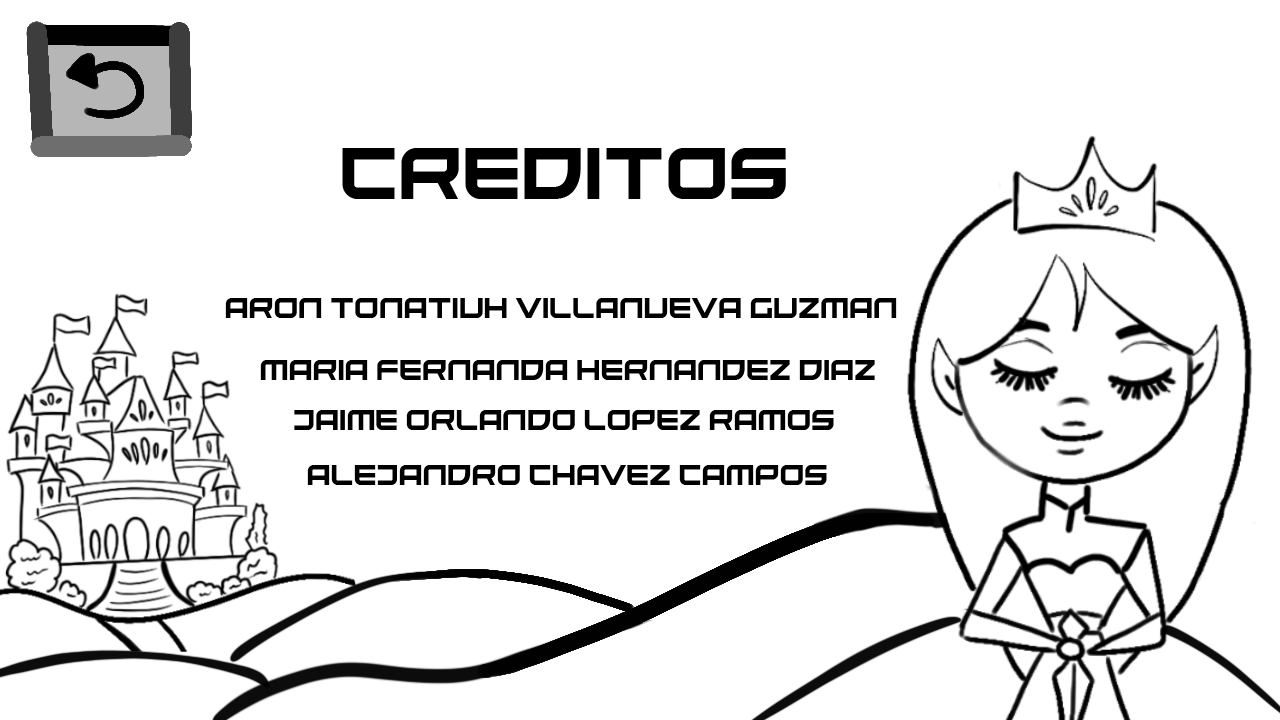 CREDITOS
ARON TONATIUH VILLANUEVA GUZMAN
MARIA FERNANDA HERNANDEZ DIAZ
JAIME ORLANDO LOPEZ RAMOS
ALEJANDRO CHAVEZ CAMPOS